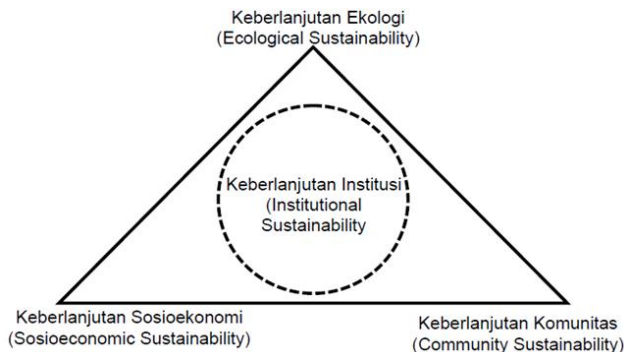 Keberlanjutan Ekologi
(Ecological Sustainability)
Keberlanjutan Institusi
(Institutional
Sustainability
Keberlanjutan Sosioekonomi
(Sosioeconomic Sustainability)
Keberlanjutan Komunitas
(Community Sustainability)